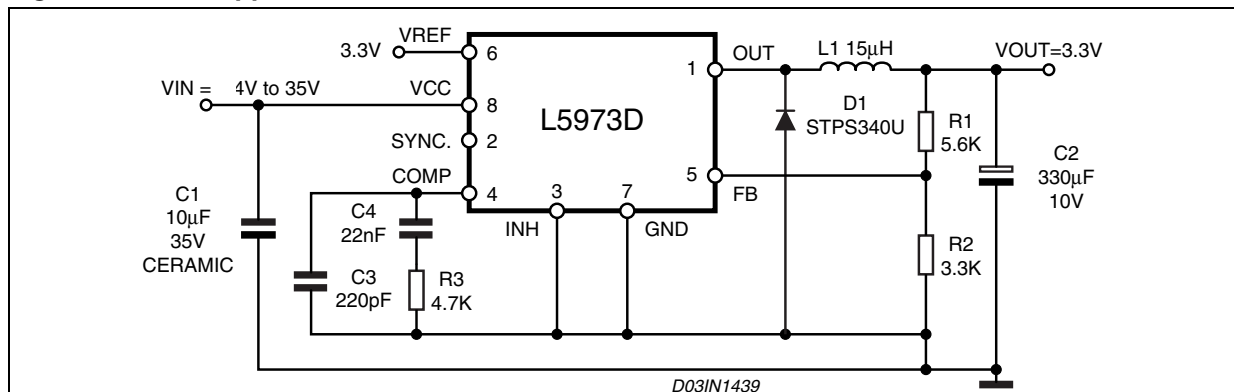 VREF
3.3V
6
OUT
1
L1 15µH
VOUT=3.3V
VIN = 4V to 35V
VCC
8
L5973D
D1
STPS340U
R1
5.6K
SYNC.
2
COMP
4
5
FB
C2
330µF
10V
C1
10µF
35V
CERAMIC
C4
22nF
3
INH
7
GND
R2
3.3K
C3
220pF
R3
4.7K
D03IN1439